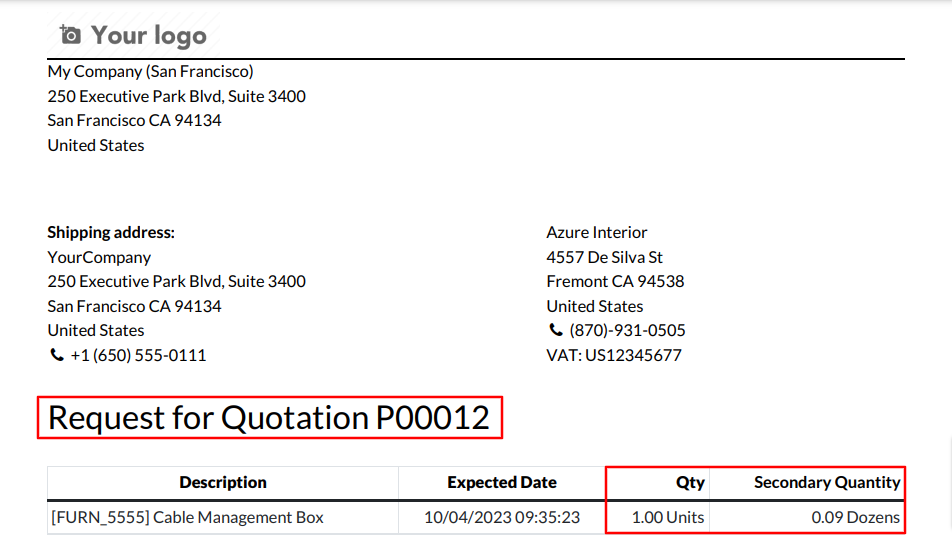 Your logo
My Company (San Francisco)
250 Executive Park Blvd, Suite 3400
San Francisco CA 94134
United States
Shipping address:
YourCompany
250 Executive Park Blvd, Suite 3400
San Francisco CA 94134
United States
+1 (650) 555-0111
Azure Interior
4557 De Silva St
Fremont CA 94538
United States
(870)-931-0505
VAT: US12345677
Request for Quotation P00012
Description Expected Date Qty Secondary Quantity
[FURN_5555] Cable Management Box 10/04/2023 09:35:23 1.00 Units 0.09 Dozens